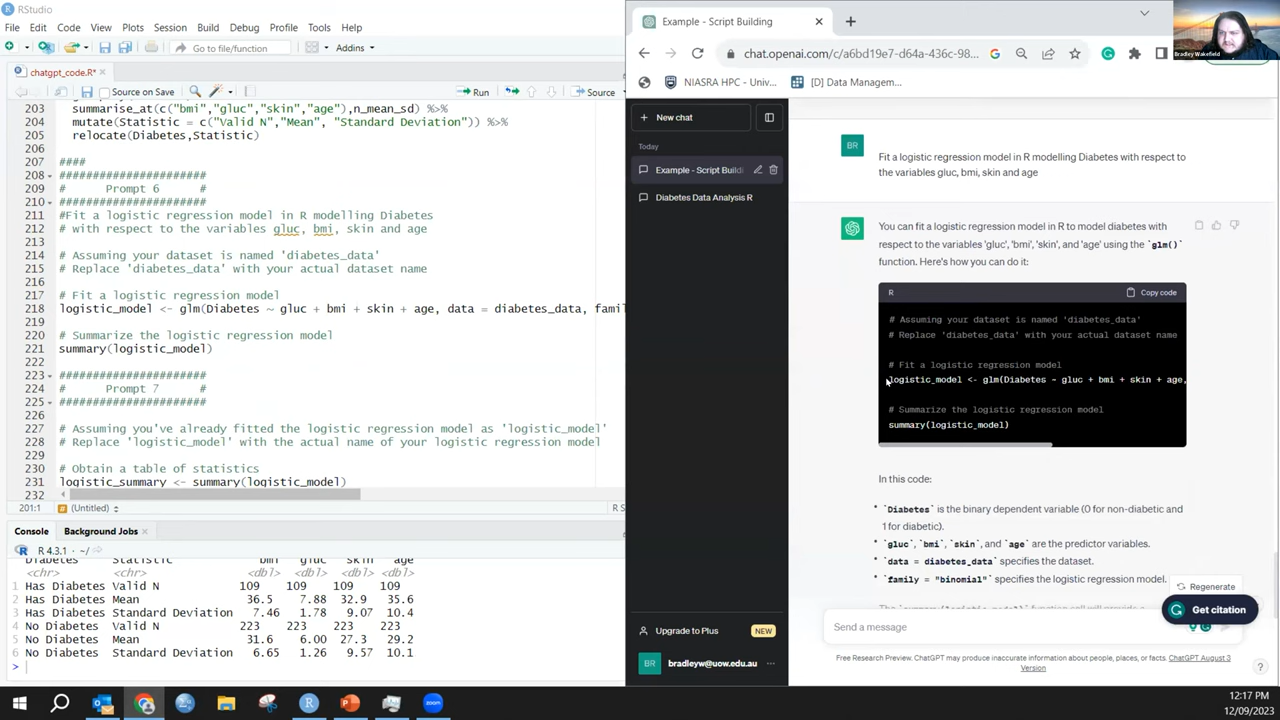 RStudio
File Edit Code View Plots Session Build Debug Profile Tools Help
Go to file/function
Addins
chatgpt_code.R*
Source on Save
Run
Source
203 summarise_at(c("bmi","gluc","skin","age"),n_mean_sd) %>%
204 mutate(Statistic = c("Valid N","Mean", "Standard Deviation")) %>%
205 relocate(Diabetes,Statistic)
206
207 ####
208 ######################
209 # Prompt 6 #
210 ######################
211 #Fit a logistic regression model in R modelling Diabetes
212 # with respect to the variables gluc, bmi, skin and age
213
214 # Assuming your dataset is named 'diabetes_data'
215 # Replace 'diabetes_data' with your actual dataset name
216
217 # Fit a logistic regression model
218 logistic_model <- glm(Diabetes ~ gluc + bmi + skin + age, data = diabetes_data, famil
219
220 # Summarize the logistic regression model
221 summary(logistic_model)
222
223 ######################
224 # Prompt 7 #
225 ######################
226
227 # Assuming you've already fitted the logistic regression model as 'logistic_model'
228 # Replace 'logistic_model' with the actual name of your logistic regression model
229
230 # Obtain a table of statistics
231 logistic_summary <- summary(logistic_model)
232
201:1 (Untitled) R S
Console Background Jobs
R 4.3.1 · ~/
Diabetes Statistic bmi gluc skin age
<chr> <chr> <dbl> <dbl> <dbl> <dbl>
1 Has Diabetes Valid N 109 109 109 109
2 Has Diabetes Mean 7.88 32.9 35.6
3 Has Diabetes Standard Deviation 7.46 1.78 9.07 10.4
4 No Diabetes Valid N 223 223 223 223
5 No Diabetes Mean 31.6 6.00 27.3 29.2
6 No Diabetes Standard Deviation 6.65 1.26 9.57 10.1
>
Example - Script Building
chat.openai.com/c/a6bd19e7-d64a-436c-98...
NIASRA HPC - Univ...
[D] Data Managem...
Bradley Wakefield
New chat
Today
Example - Script Buildi
Diabetes Data Analysis R
Upgrade to Plus NEW
BR bradleyw@uow.edu.au
BR
Fit a logistic regression model in R modelling Diabetes with respect to
the variables gluc, bmi, skin and age
You can fit a logistic regression model in R to model diabetes with
respect to the variables 'gluc', 'bmi', 'skin', and 'age' using the `glm()`
function. Here's how you can do it:
R Copy code
# Assuming your dataset is named 'diabetes_data'
# Replace 'diabetes_data' with your actual dataset name
# Fit a logistic regression model
logistic_model <- glm(Diabetes ~ gluc + bmi + skin + age,
# Summarize the logistic regression model
summary(logistic_model)
In this code:
• `Diabetes` is the binary dependent variable (0 for non-diabetic and
1 for diabetic).
• `gluc`, `bmi`, `skin`, and `age` are the predictor variables.
• `data = diabetes_data` specifies the dataset.
• `family = "binomial"` specifies the logistic regression model.
Regenerate
Get citation
Send a message
Free Research Preview. ChatGPT may produce inaccurate information about people, places, or facts. ChatGPT August 3
Version
?
12:17 PM
12/09/2023